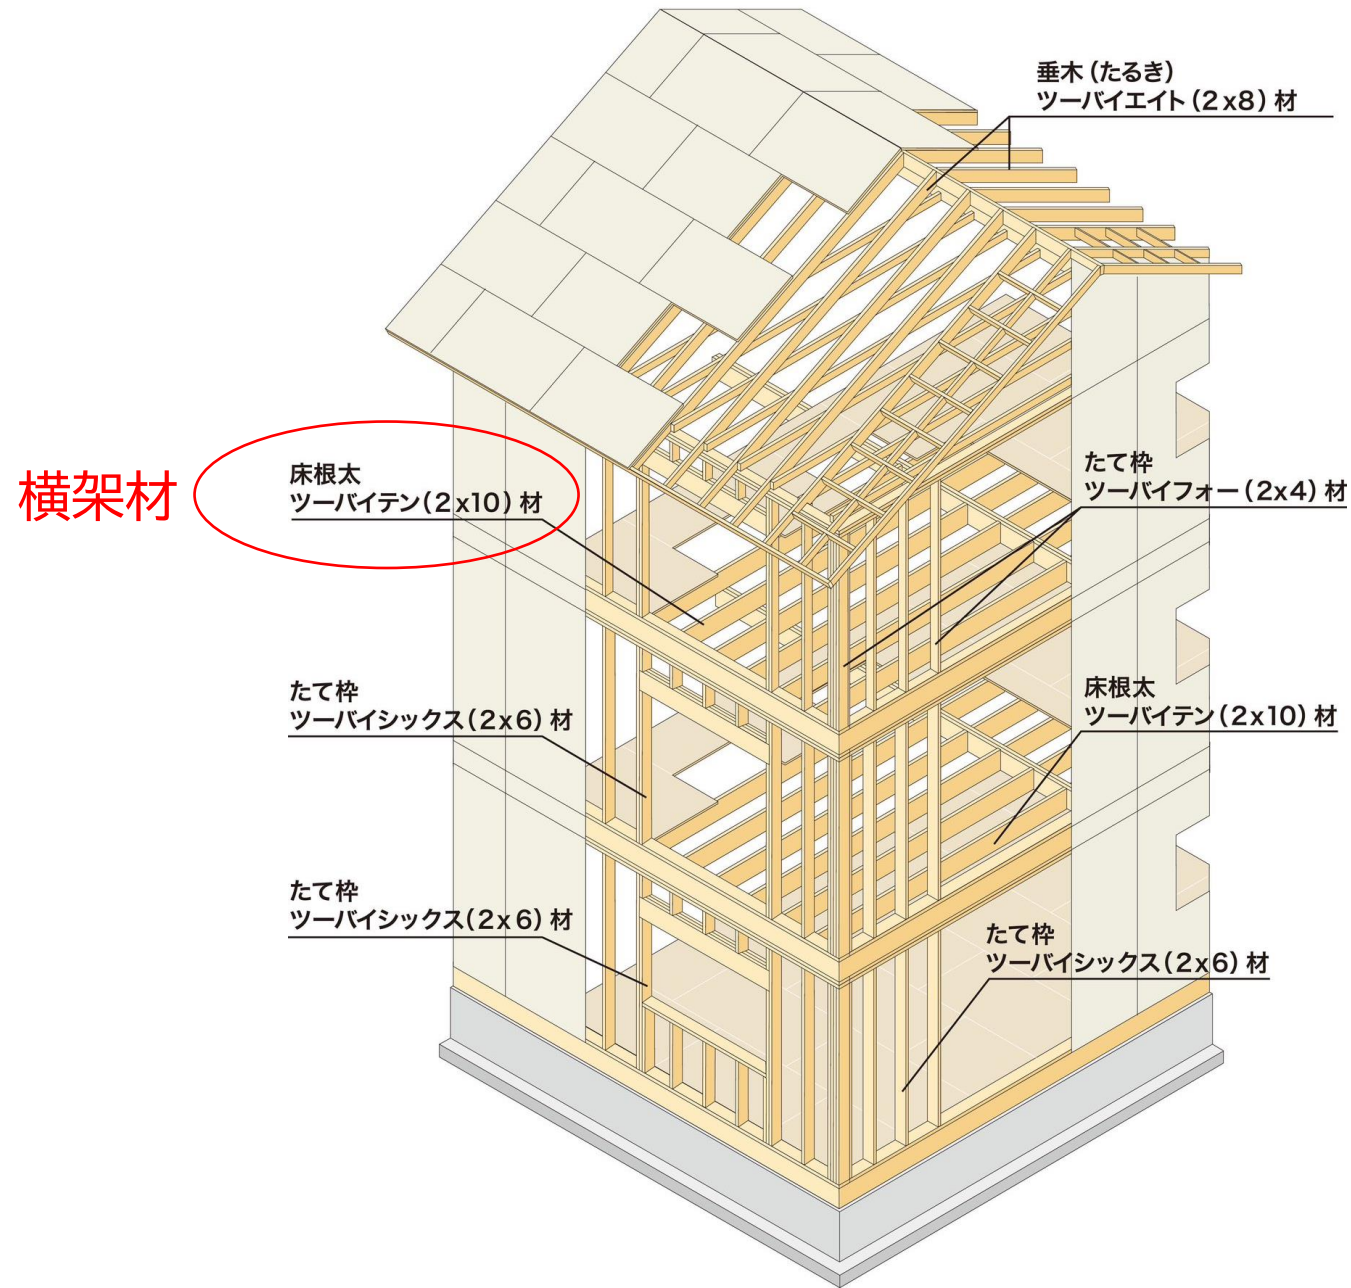 垂木(たるき)
ツーバイエイト(2x8)材
横架材
床根太
ツーバイテン(2x10)材
たて枠
ツーバイフォー(2x4)材
たて枠
ツーバイシックス(2x6)材
床根太
ツーバイテン(2x10)材
たて枠
ツーバイシックス(2x6)材
たて枠
ツーバイシックス(2x6)材